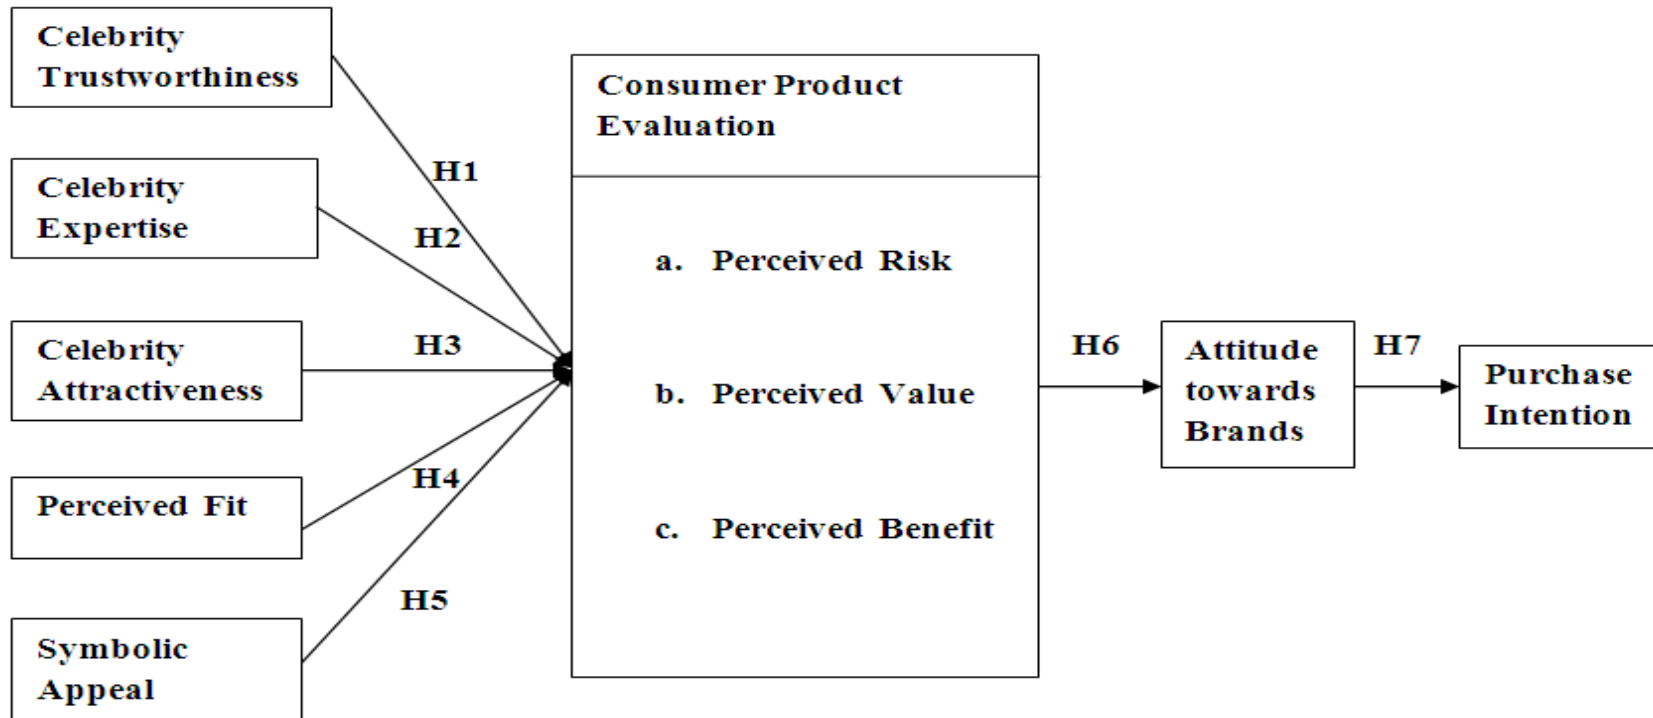 Celebrity
Trustworthiness
Celebrity
Expertise
Celebrity
Attractiveness
Perceived Fit
Symbolic
Appeal
H1
H2
H3
H4
H5
Consumer Product
Evaluation
a. Perceived Risk
b. Perceived Value
c. Perceived Benefit
H6
Attitude
towards
Brands
H7
Purchase
Intention